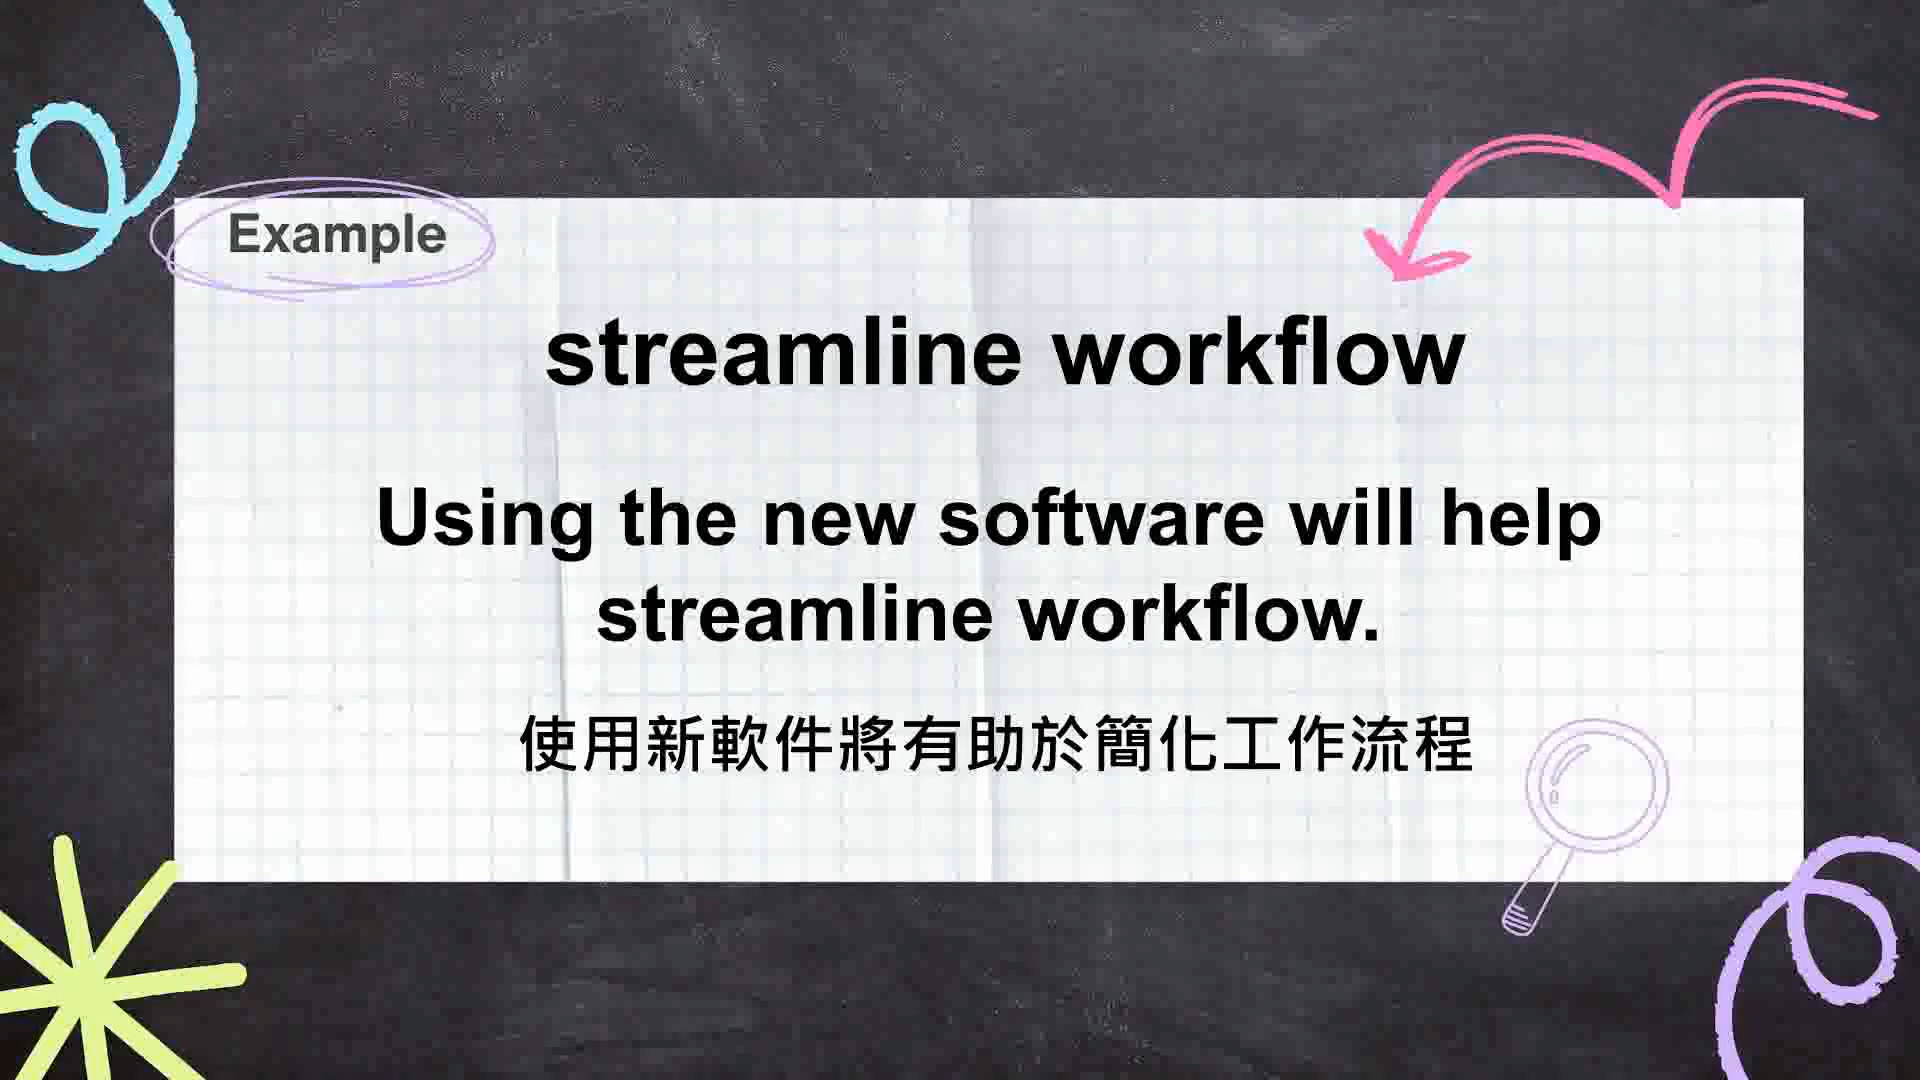 Example
streamline workflow
Using the new software will help
streamline workflow.
使用新軟件將有助於簡化工作流程